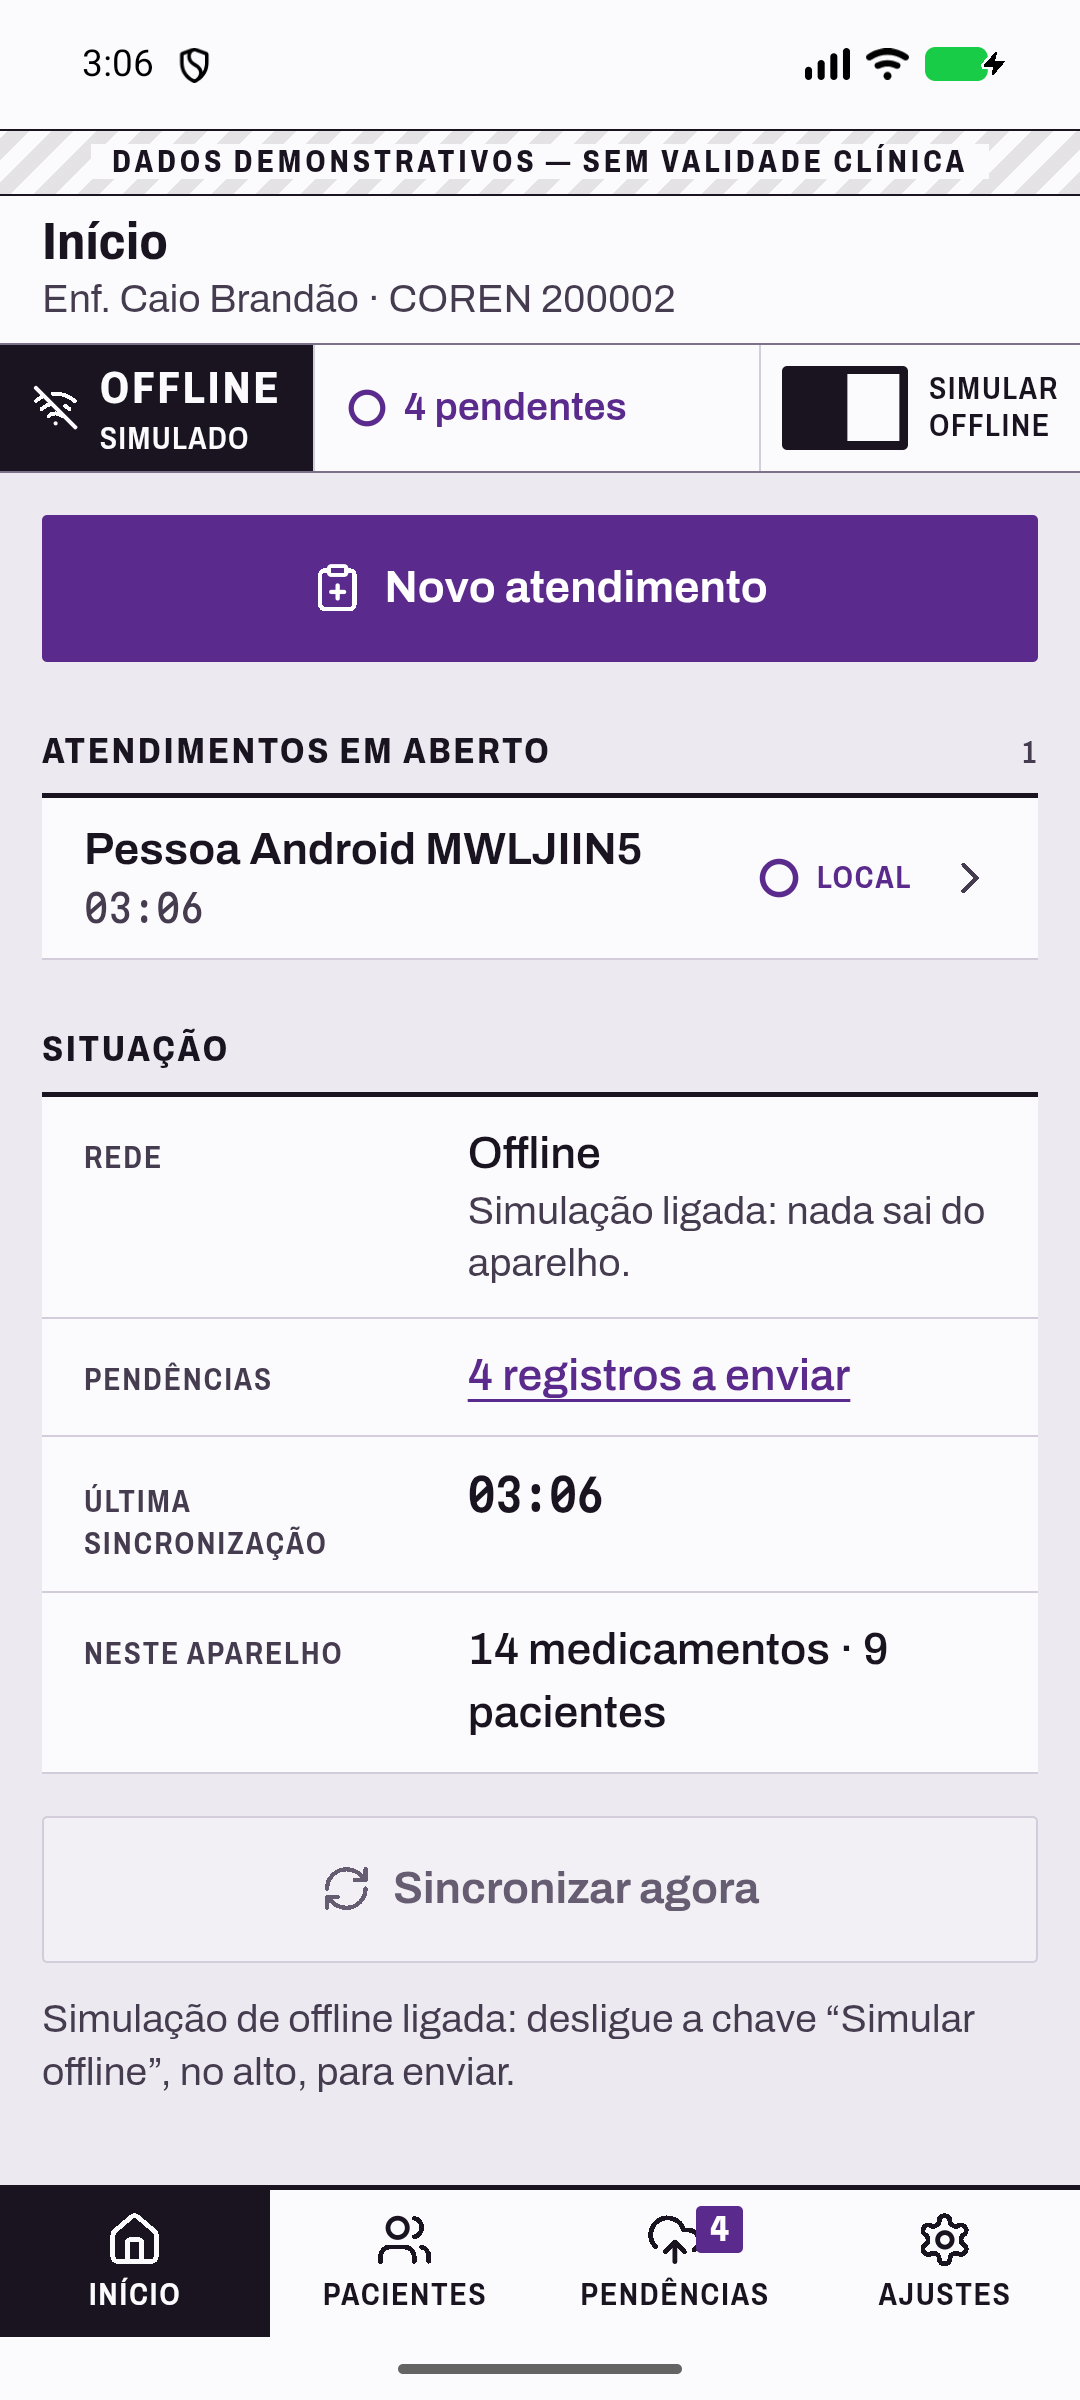 3:06
DADOS DEMONSTRATIVOS — SEM VALIDADE CLÍNICA
Início
Enf. Caio Brandão · COREN 200002
OFFLINE
SIMULADO
4 pendentes
SIMULAR
OFFLINE
Novo atendimento
ATENDIMENTOS EM ABERTO
1
Pessoa Android MWLJIIN5
03:06
LOCAL
SITUAÇÃO
REDE
Offline
Simulação ligada: nada sai do
aparelho.
PENDÊNCIAS
4 registros a enviar
ÚLTIMA
SINCRONIZAÇÃO
03:06
NESTE APARELHO
14 medicamentos · 9
pacientes
Sincronizar agora
Simulação de offline ligada: desligue a chave “Simular
offline”, no alto, para enviar.
4
INÍCIO
PACIENTES
PENDÊNCIAS
AJUSTES